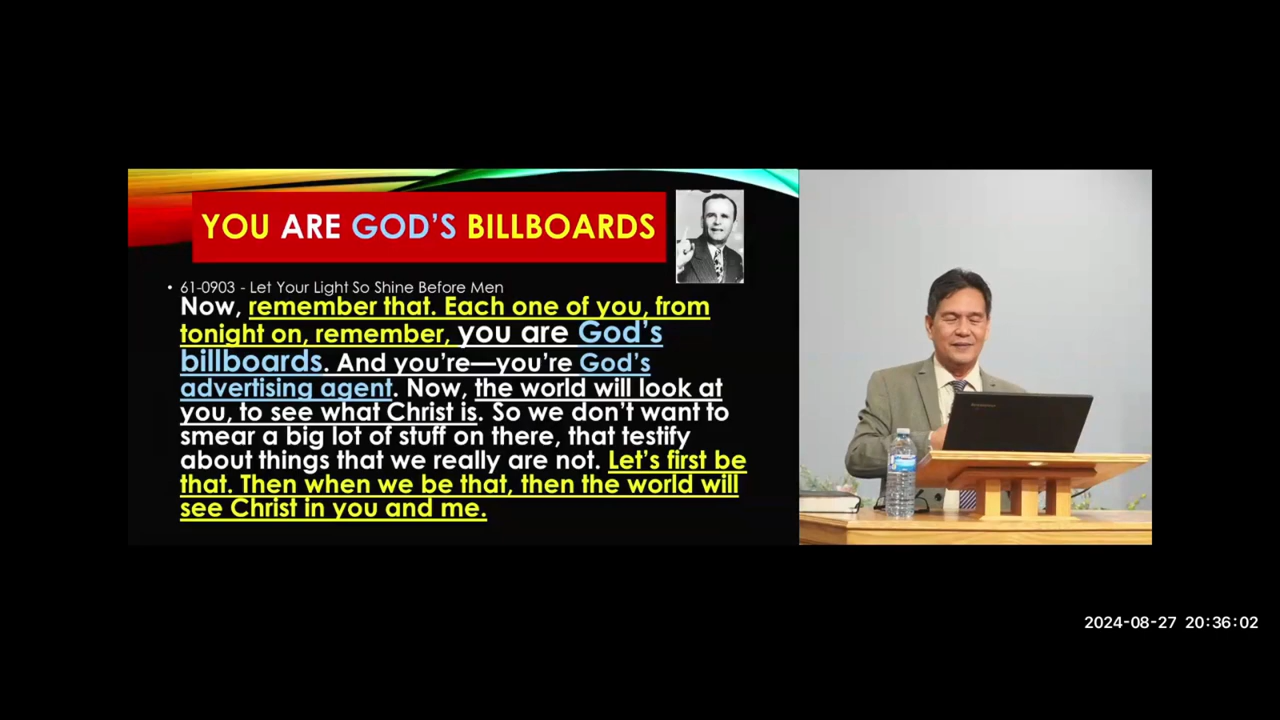 YOU ARE GOD'S BILLBOARDS
• 61-0903 - Let Your Light So Shine Before Men
Now, remember that. Each one of you, from
tonight on, remember, you are God's
billboards. And you're—you're God's
advertising agent. Now, the world will look at
you, to see what Christ is. So we don't want to
smear a big lot of stuff on there, that testify
about things that we really are not. Let's first be
that. Then when we be that, then the world will
see Christ in you and me.
2024-08-27 20:36:02